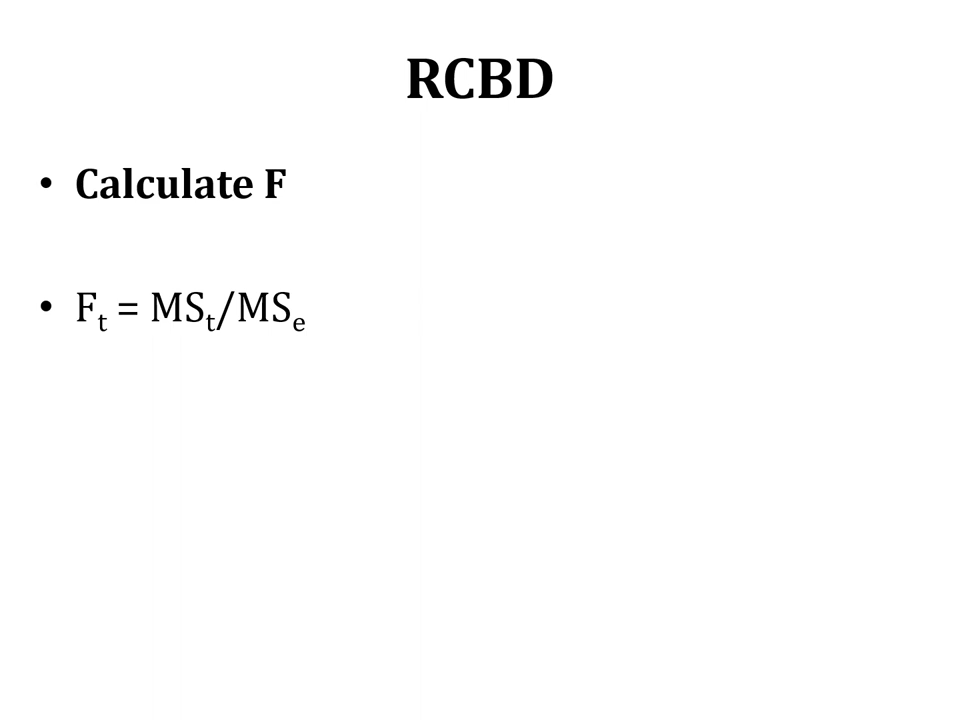 RCBD
• Calculate F
• Fₜ = MSₜ/MSₑ